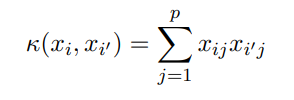 κ(x_i, x_{i′}) = \sum_{j=1}^{p} x_{ij} x_{i′j}